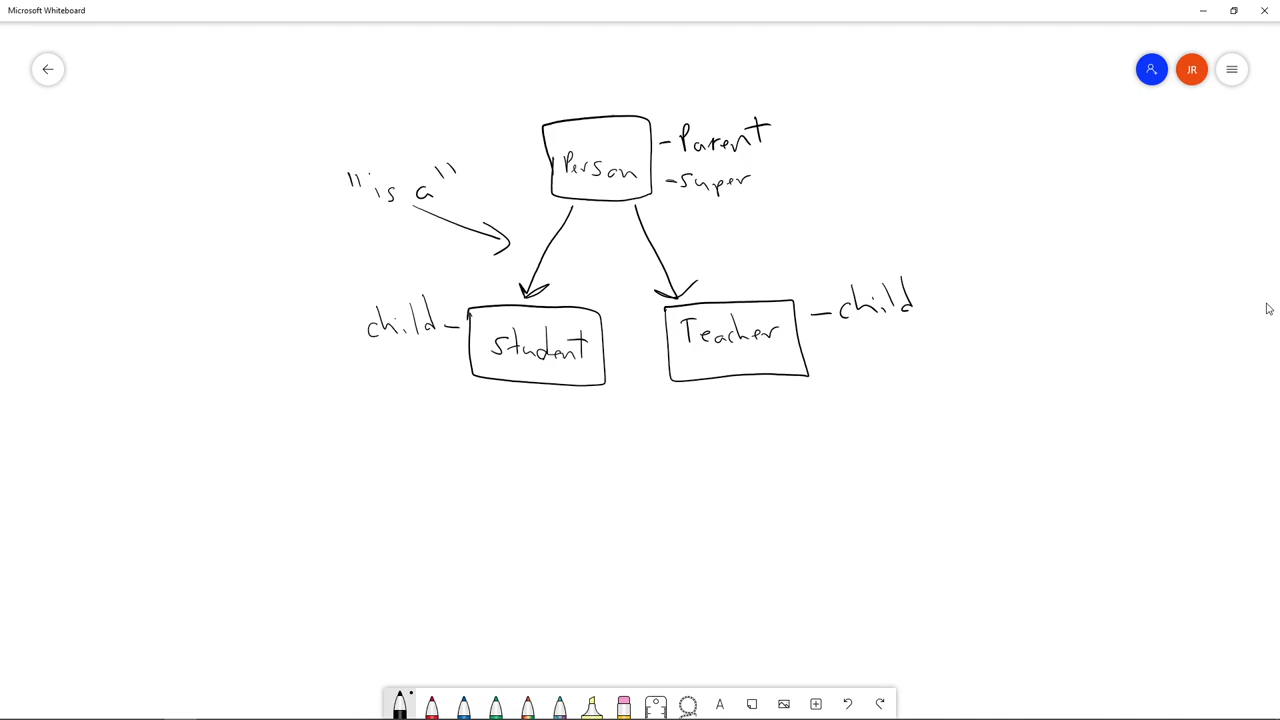 Microsoft Whiteboard
JR
Person
-Parent
-super
"is a"
child -
Student
Teacher
- child
A